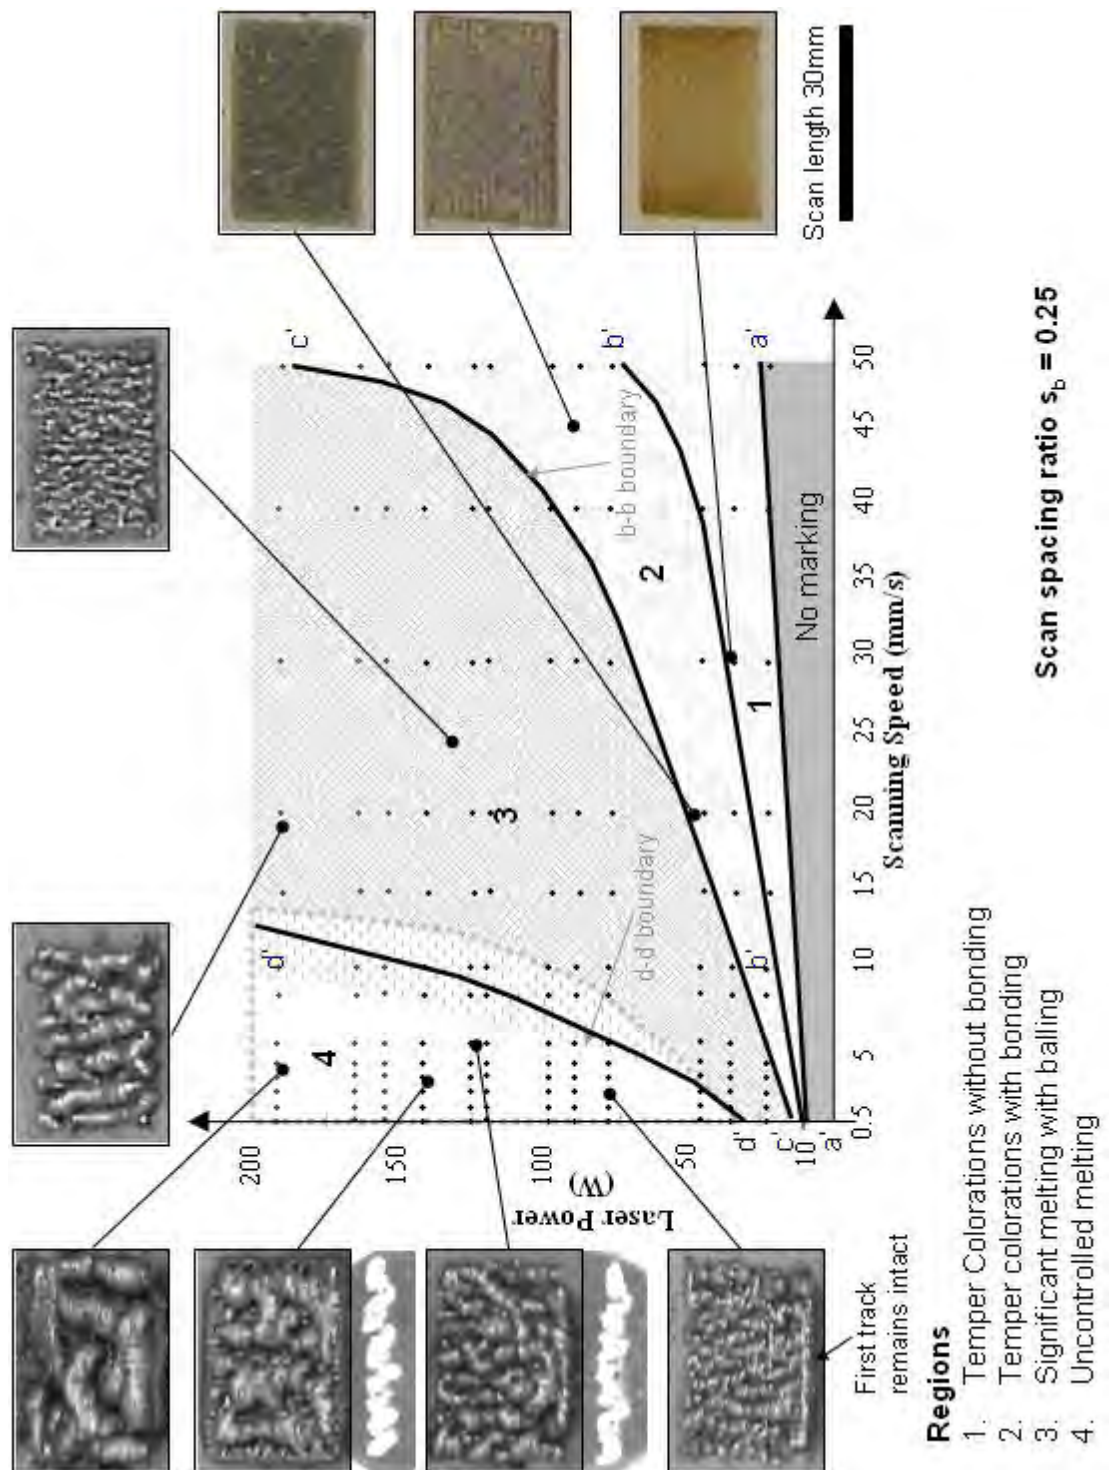 200
150
100
50
10
Laser Power
(W)
0.5
5
10
15
20
25
30
35
40
45
50
Scanning Speed (mm/s)
d'
c'
a'
d'
b'
c'
b'
a'
4
3
2
1
d-d boundary
b-b boundary
No marking
First track
remains intact
Scan length 30mm
Scan spacing ratio s_b = 0.25
Regions
1. Temper Colorations without bonding
2. Temper colorations with bonding
3. Significant melting with balling
4. Uncontrolled melting